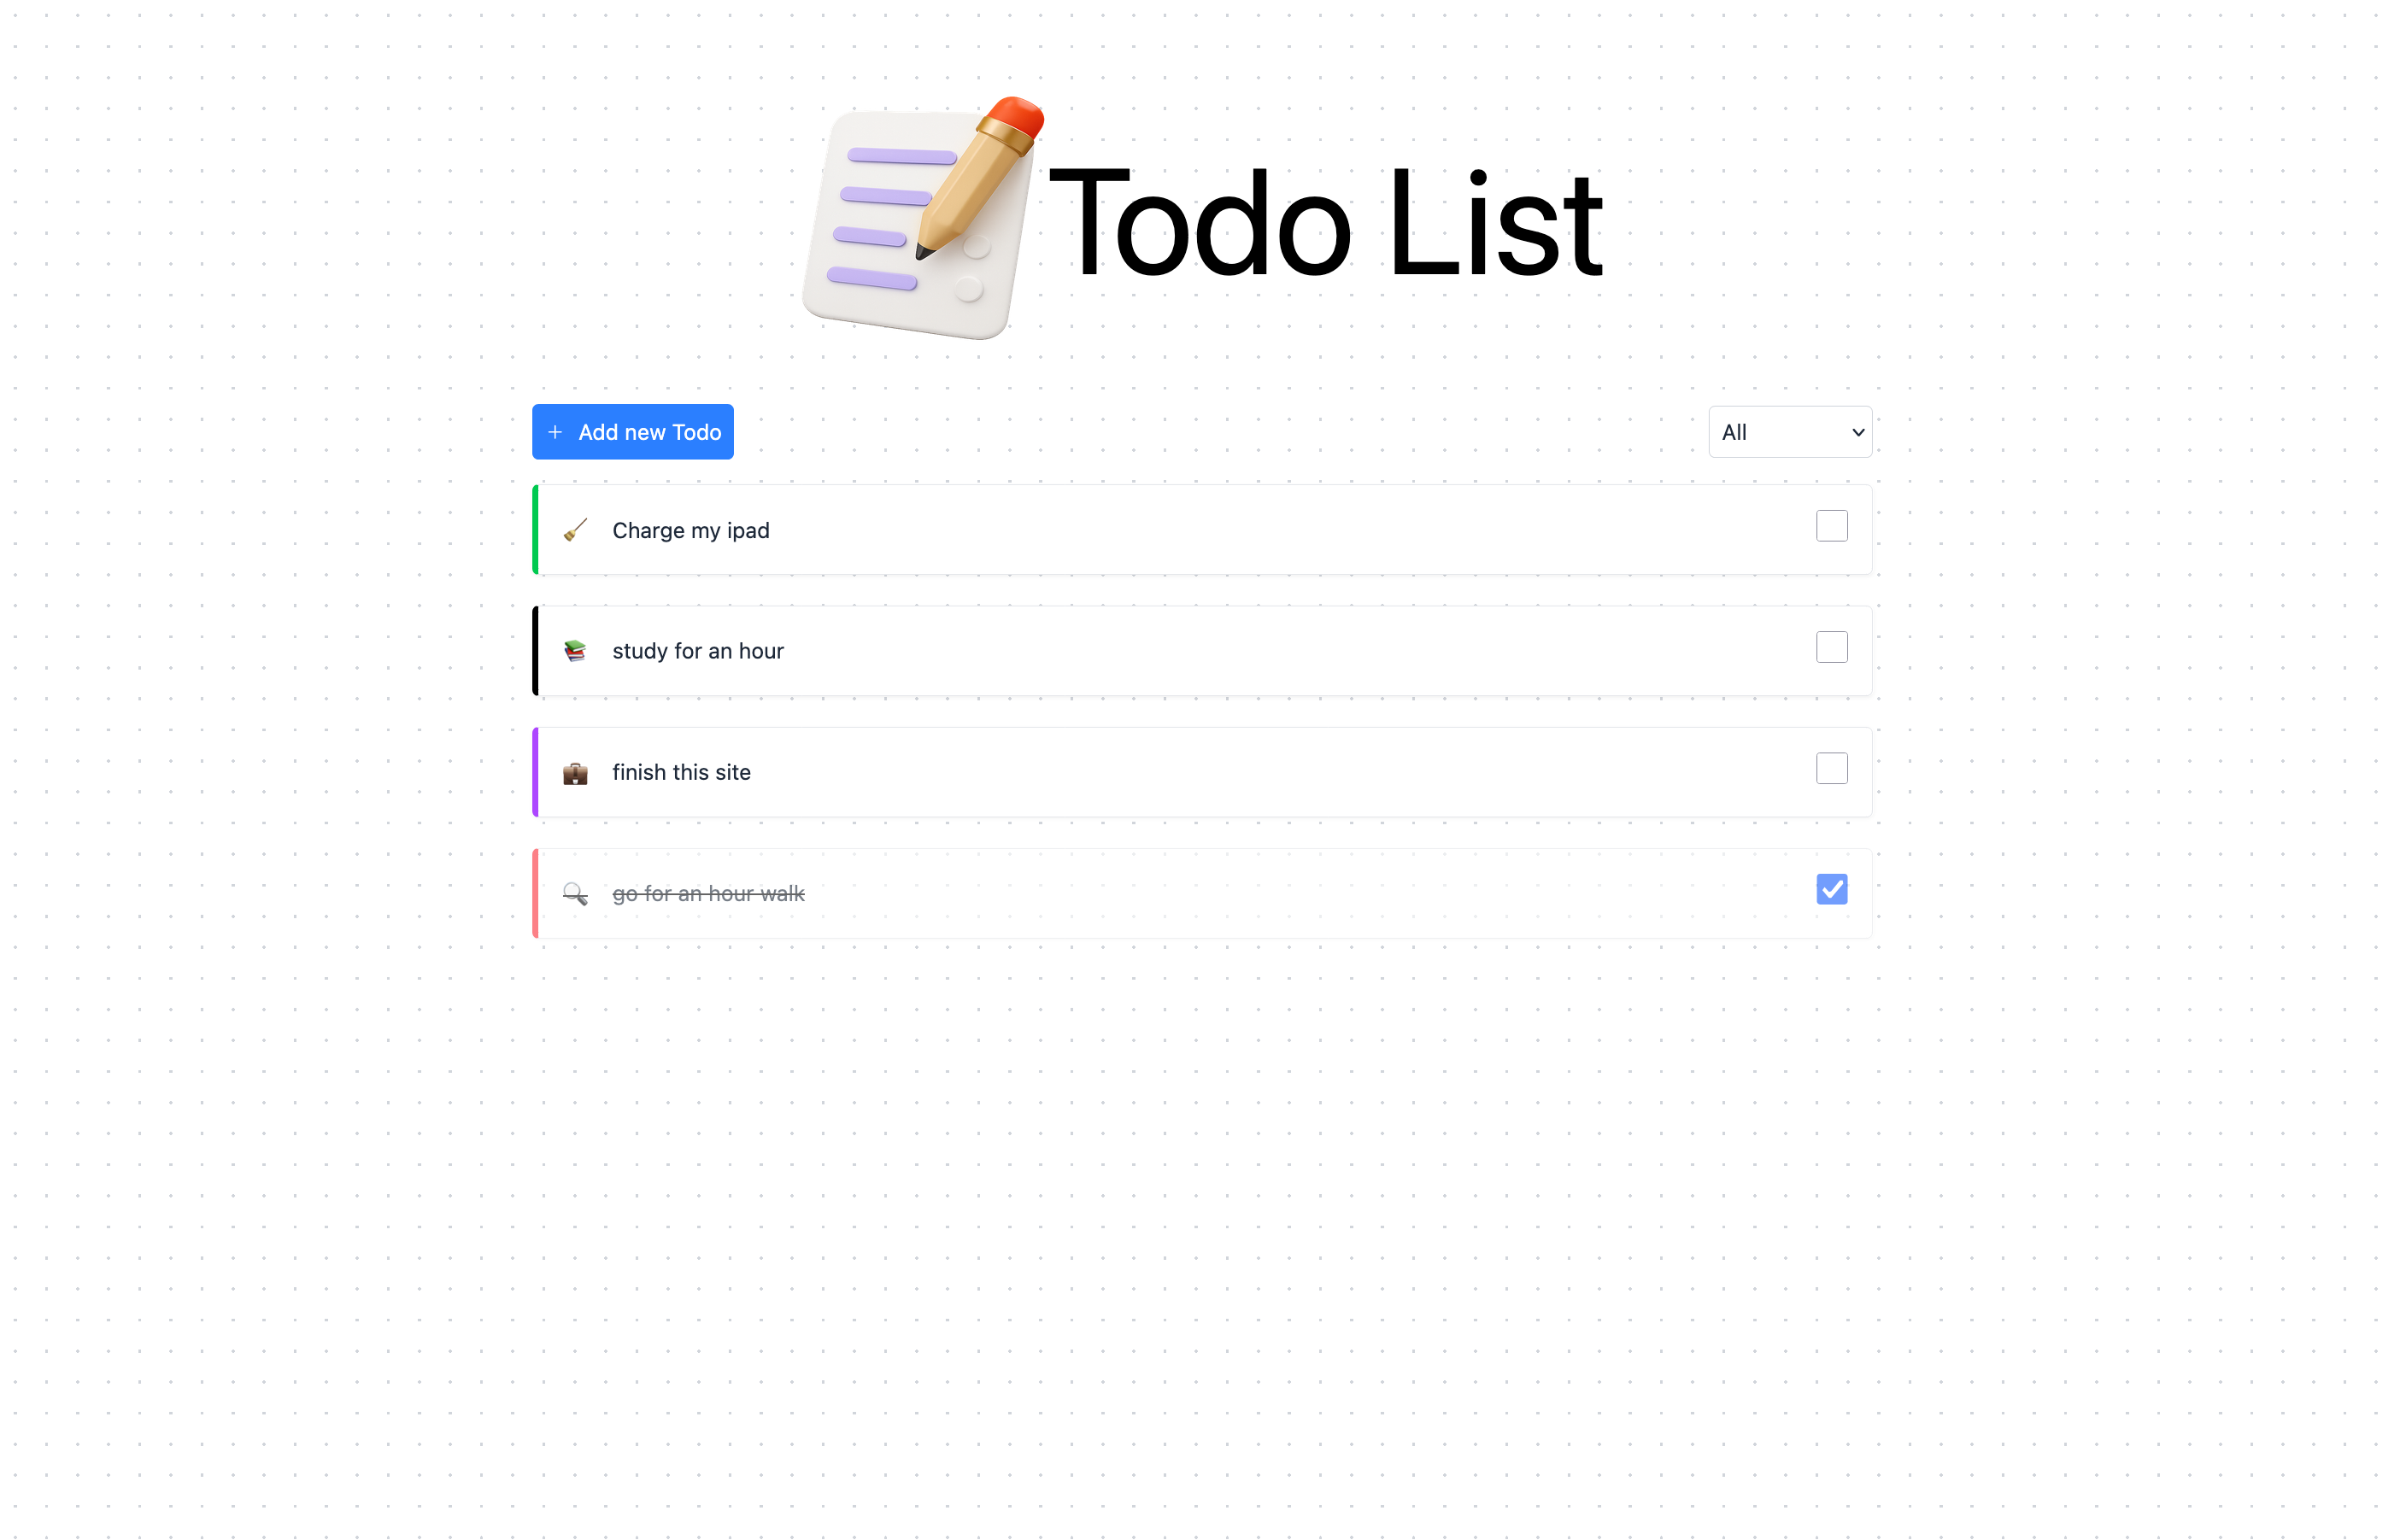 Todo List
+ Add new Todo
All
Charge my ipad
study for an hour
finish this site
go for an hour walk